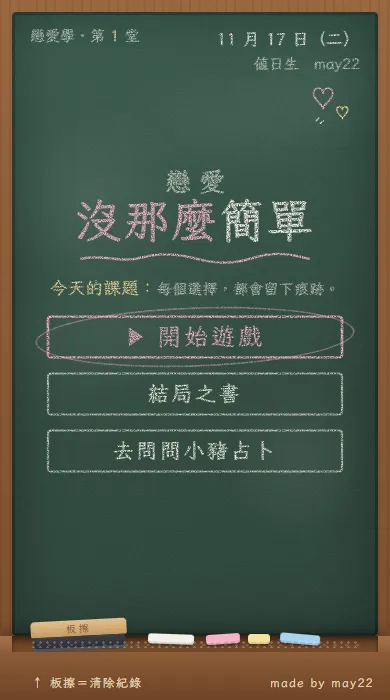 戀愛學・第 1 堂
11 月 17 日（二）
值日生 may22
戀愛
沒那麼簡單
今天的課題：每個選擇，都會留下痕跡。
▶ 開始遊戲
結局之書
去問問小豬占卜
板擦
↑ 板擦＝清除紀錄
made by may22